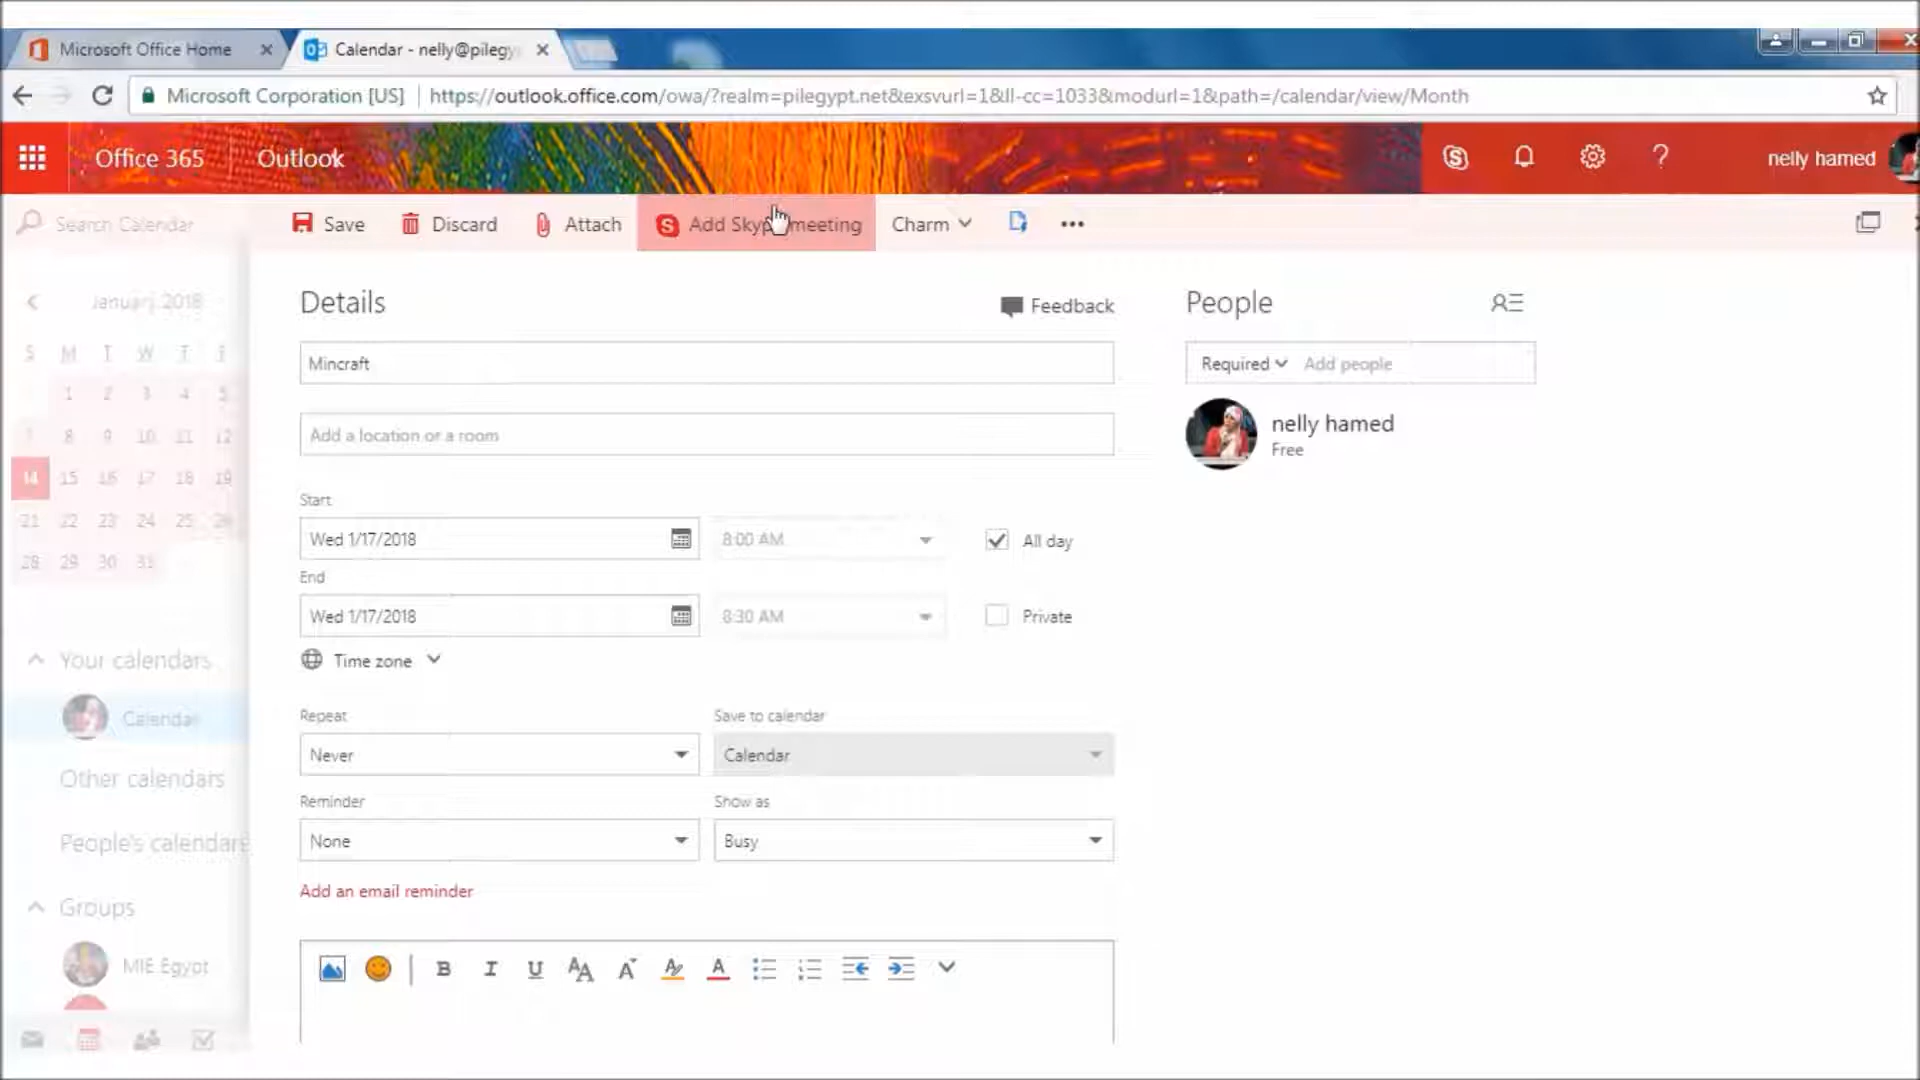 Microsoft Office Home
Calendar - nelly@pilegyp
Microsoft Corporation [US] https://outlook.office.com/owa/?realm=pilegypt.net&exsvurl=1&ll-cc=1033&modurl=1&path=/calendar/view/Month
Office 365 Outlook nelly hamed
Search Calendar Save Discard Attach Add Skype meeting Charm
Details Feedback People
January 2018
S M T W T F
Mincraft
Required Add people
1 2 3 4 5
nelly hamed
Free
7 8 9 10 11 12
Add a location or a room
14 15 16 17 18 19
Start
21 22 23 24 25 26
Wed 1/17/2018 8:00 AM All day
28 29 30 31
End
Wed 1/17/2018 8:30 AM Private
Your calendars
Time zone
Calendar
Repeat Save to calendar
Never Calendar
Other calendars
Reminder Show as
None Busy
People's calendars
Add an email reminder
Groups
MIE Egypt
B I U